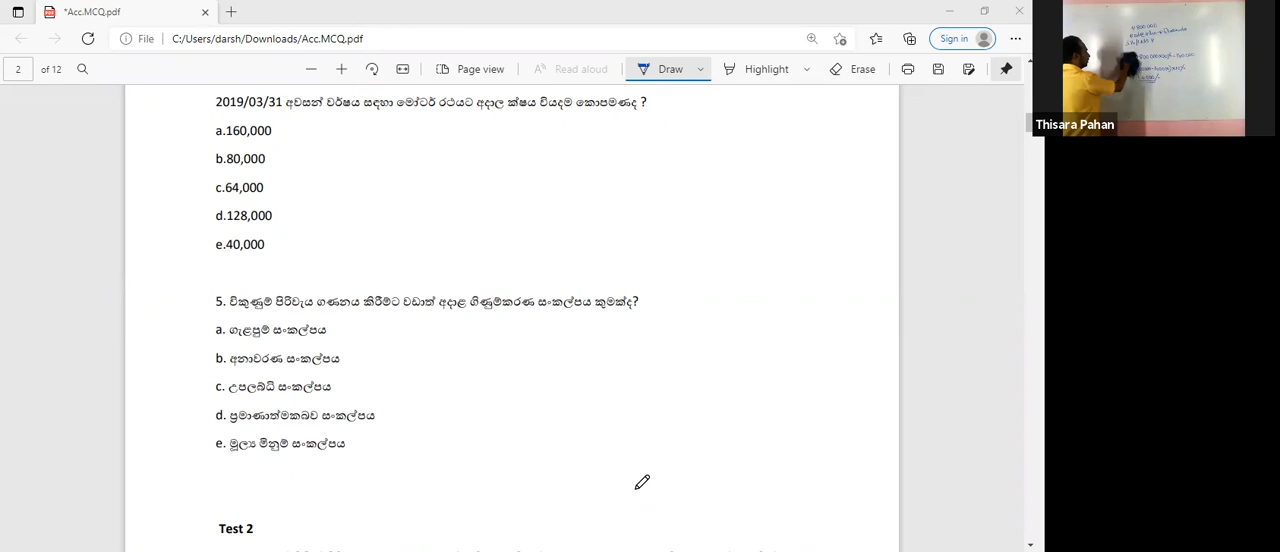 *Acc.MCQ.pdf
File
C:/Users/darsh/Downloads/Acc.MCQ.pdf
Sign in
2 of 12
Page view
Read aloud
Draw
Highlight
Erase
2019/03/31 අවසන් වර්ෂය සඳහා මෝටර් රථයට අදාල ක්ෂය වියදම කොපමණද ?
a.160,000
b.80,000
c.64,000
d.128,000
e.40,000
5. විකුණුම් පිරිවැය ගණනය කිරීම්ට වඩාත් අදාළ ගිණුම්කරණ සංකල්පය කුමක්ද?
a. ගැළපුම් සංකල්පය
b. අනාවරණ සංකල්පය
c. උපලබ්ධි සංකල්පය
d. ප්‍රමාණාත්මකබව සංකල්පය
e. මූල්‍ය මිනුම් සංකල්පය
Test 2
Thisara Pahan